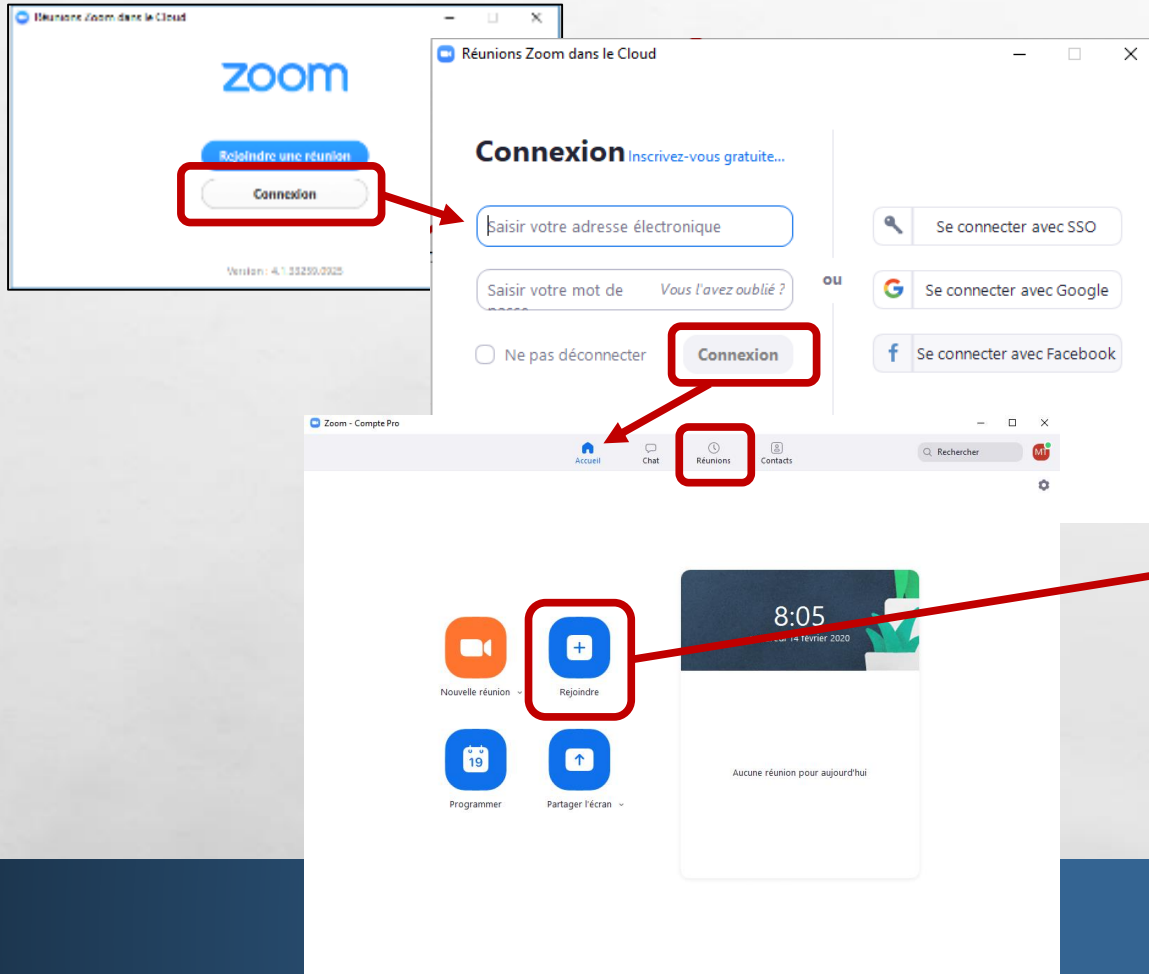 Réunions Zoom dans le Cloud
zoom
Rejoindre une réunion
Connexion
Version : 4.1.33259.0925
Réunions Zoom dans le Cloud
Connexion Inscrivez-vous gratuite...
Saisir votre adresse électronique
Saisir votre mot de
Vous l'avez oublié ?
Ne pas déconnecter
Connexion
ou
Se connecter avec SSO
Se connecter avec Google
Se connecter avec Facebook
Zoom - Compte Pro
Accueil
Chat
Réunions
Contacts
Rechercher
MT
Nouvelle réunion
Rejoindre
19
Programmer
Partager l'écran
8:05
14 février 2020
Aucune réunion pour aujourd'hui